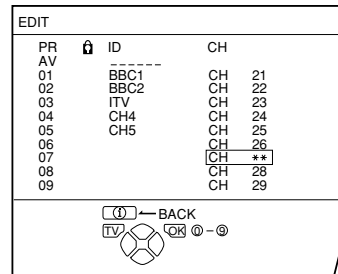 EDIT
PR ID CH
AV ------
01 BBC1 CH 21
02 BBC2 CH 22
03 ITV CH 23
04 CH4 CH 24
05 CH5 CH 25
06 CH 26
07 CH **
08 CH 28
09 CH 29
i BACK
TV OK 0 – 9